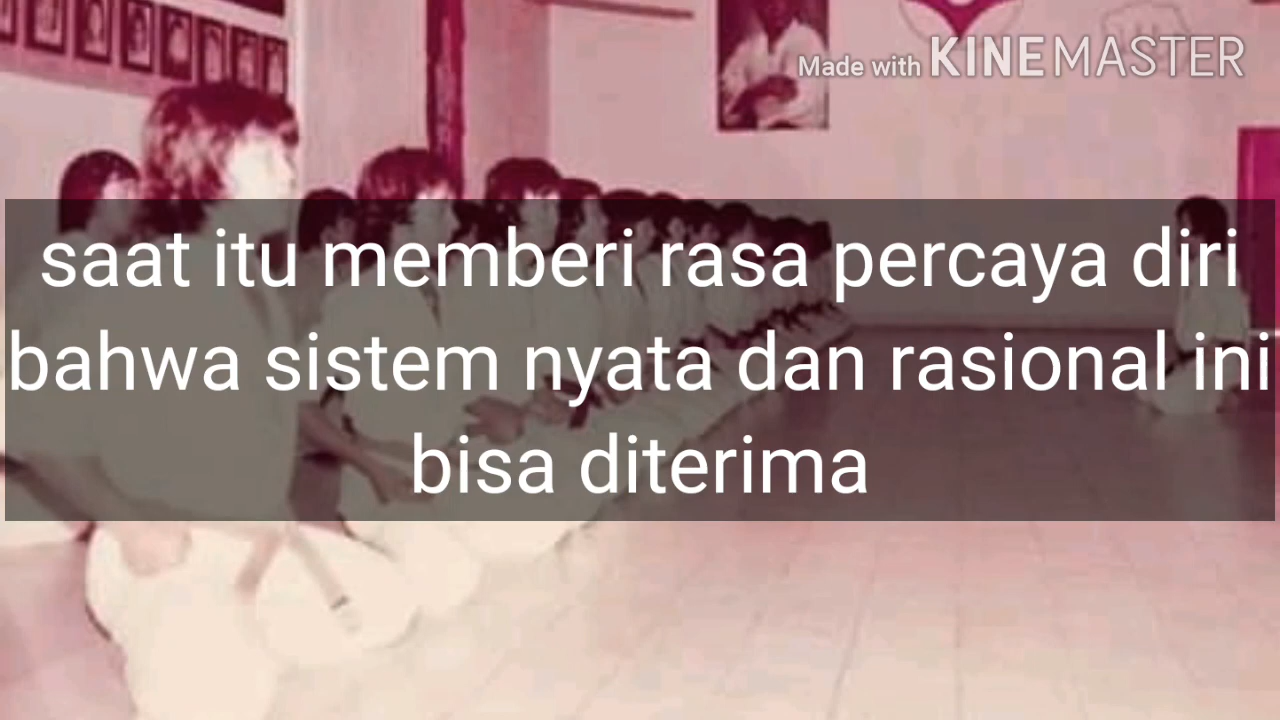 Made with KINEMASTER
saat itu memberi rasa percaya diri
bahwa sistem nyata dan rasional ini
bisa diterima